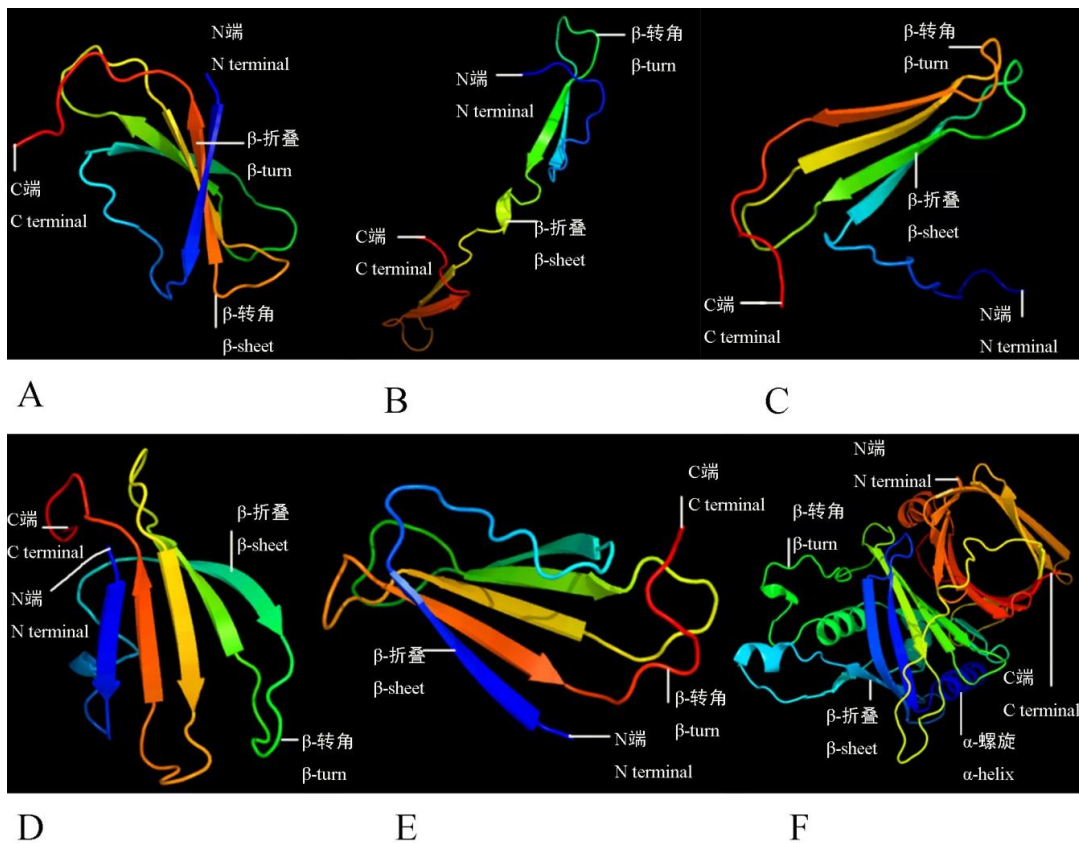 N端
N terminal
β-折叠
β-turn
C端
C terminal
β-转角
β-sheet
A
β-转角
β-turn
N端
N terminal
β-折叠
β-sheet
C端
C terminal
B
β-转角
β-turn
β-折叠
β-sheet
C端
C terminal
N端
N terminal
C
β-折叠
β-sheet
C端
C terminal
N端
N terminal
β-转角
β-turn
D
C端
C terminal
β-折叠
β-sheet
β-转角
β-turn
N端
N terminal
E
N端
N terminal
β-转角
β-turn
C端
C terminal
β-折叠
β-sheet
α-螺旋
α-helix
F